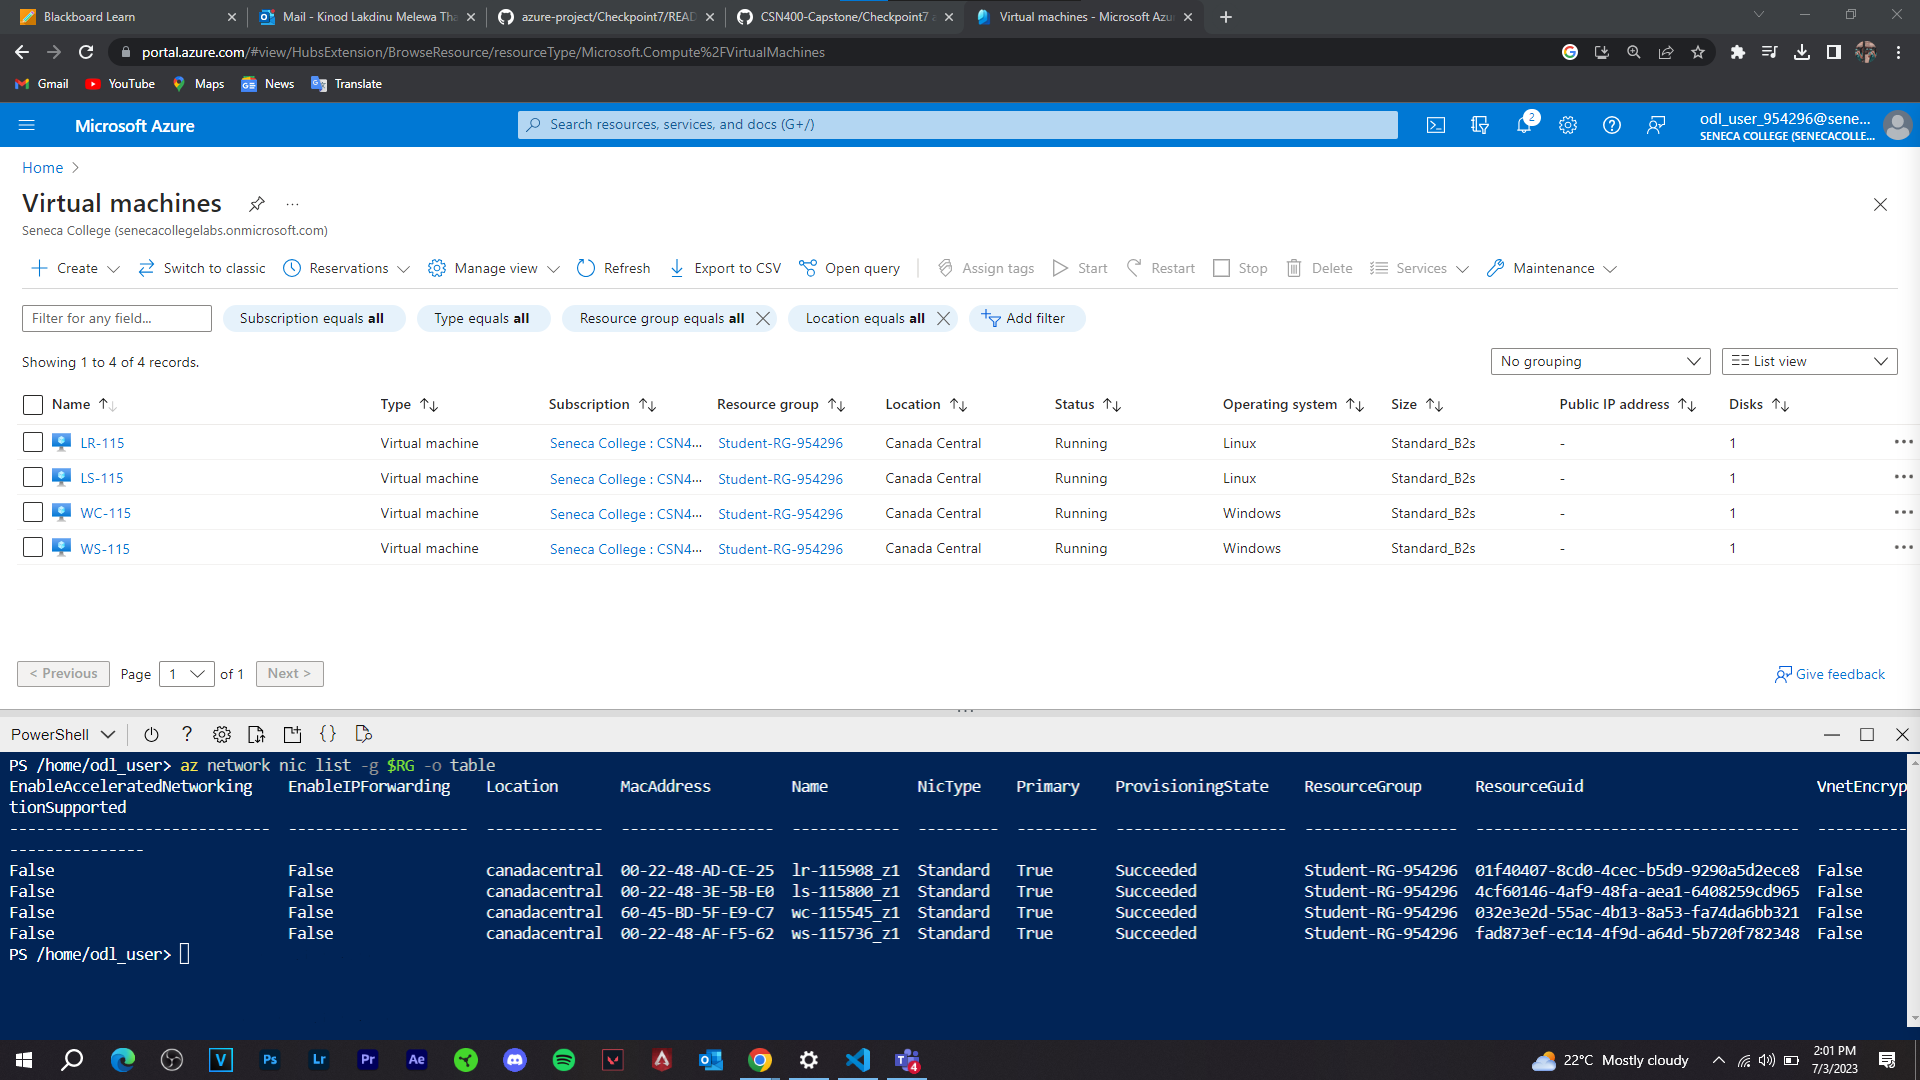 Blackboard Learn
Mail - Kinod Lakdinu Melewa Tha
azure-project/Checkpoint7/READ
CSN400-Capstone/Checkpoint7 a
Virtual machines - Microsoft Azu
portal.azure.com/#view/HubsExtension/BrowseResource/resourceType/Microsoft.Compute%2FVirtualMachines
Gmail YouTube Maps News Translate
Microsoft Azure
Search resources, services, and docs (G+/)
2
odl_user_954296@sene...
SENECA COLLEGE (SENECACOLLE...
Home
Virtual machines
Seneca College (senecacollegelabs.onmicrosoft.com)
Create Switch to classic Reservations Manage view Refresh Export to CSV Open query Assign tags Start Restart Stop Delete Services Maintenance
Filter for any field... Subscription equals all Type equals all Resource group equals all Location equals all Add filter
Showing 1 to 4 of 4 records.
No grouping List view
Name Type Subscription Resource group Location Status Operating system Size Public IP address Disks
LR-115 Virtual machine Seneca College : CSN4... Student-RG-954296 Canada Central Running Linux Standard_B2s - 1
LS-115 Virtual machine Seneca College : CSN4... Student-RG-954296 Canada Central Running Linux Standard_B2s - 1
WC-115 Virtual machine Seneca College : CSN4... Student-RG-954296 Canada Central Running Windows Standard_B2s - 1
WS-115 Virtual machine Seneca College : CSN4... Student-RG-954296 Canada Central Running Windows Standard_B2s - 1
< Previous Page 1 of 1 Next >
Give feedback
PowerShell ? {}
PS /home/odl_user> az network nic list -g $RG -o table
EnableAcceleratedNetworking EnableIPForwarding Location MacAddress Name NicType Primary ProvisioningState ResourceGroup ResourceGuid VnetEncryp
tionSupported
----------------------------- -------------------- ------------- ----------------- ------------ --------- --------- ------------------- ----------------- ------------------------------------ ----------
---------------
False False canadacentral 00-22-48-AD-CE-25 lr-115908_z1 Standard True Succeeded Student-RG-954296 01f40407-8cd0-4cec-b5d9-9290a5d2ece8 False
False False canadacentral 00-22-48-3E-5B-E0 ls-115800_z1 Standard True Succeeded Student-RG-954296 4cf60146-4af9-48fa-aea1-6408259cd965 False
False False canadacentral 60-45-BD-5F-E9-C7 wc-115545_z1 Standard True Succeeded Student-RG-954296 032e3e2d-55ac-4b13-8a53-fa74da6bb321 False
False False canadacentral 00-22-48-AF-F5-62 ws-115736_z1 Standard True Succeeded Student-RG-954296 fad873ef-ec14-4f9d-a64d-5b720f782348 False
PS /home/odl_user>
V Ps Lr Pr Ae 4
22°C Mostly cloudy
2:01 PM
7/3/2023